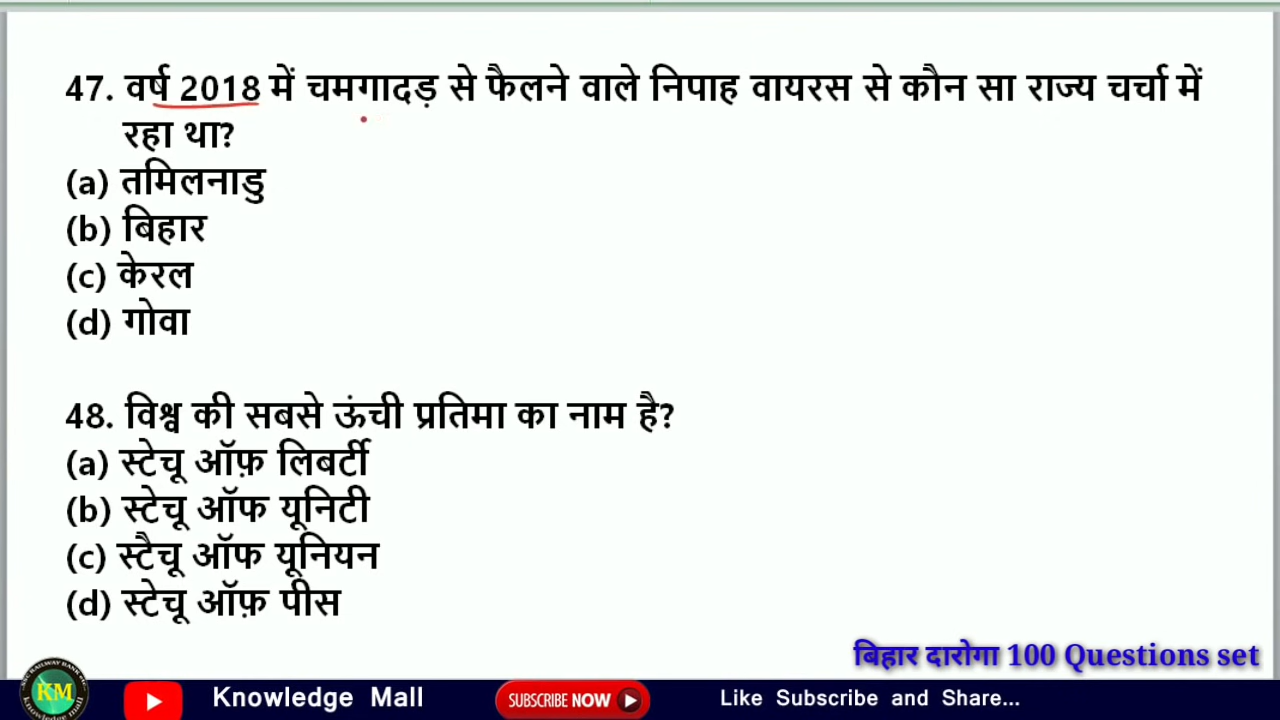 47. वर्ष 2018 में चमगादड़ से फैलने वाले निपाह वायरस से कौन सा राज्य चर्चा में
रहा था?
(a) तमिलनाडु
(b) बिहार
(c) केरल
(d) गोवा
48. विश्व की सबसे ऊंची प्रतिमा का नाम है?
(a) स्टेचू ऑफ़ लिबर्टी
(b) स्टेचू ऑफ यूनिटी
(c) स्टैचू ऑफ यूनियन
(d) स्टेचू ऑफ़ पीस
बिहार दारोगा 100 Questions set
KM
Knowledge Mall
SUBSCRIBE NOW
Like Subscribe and Share...